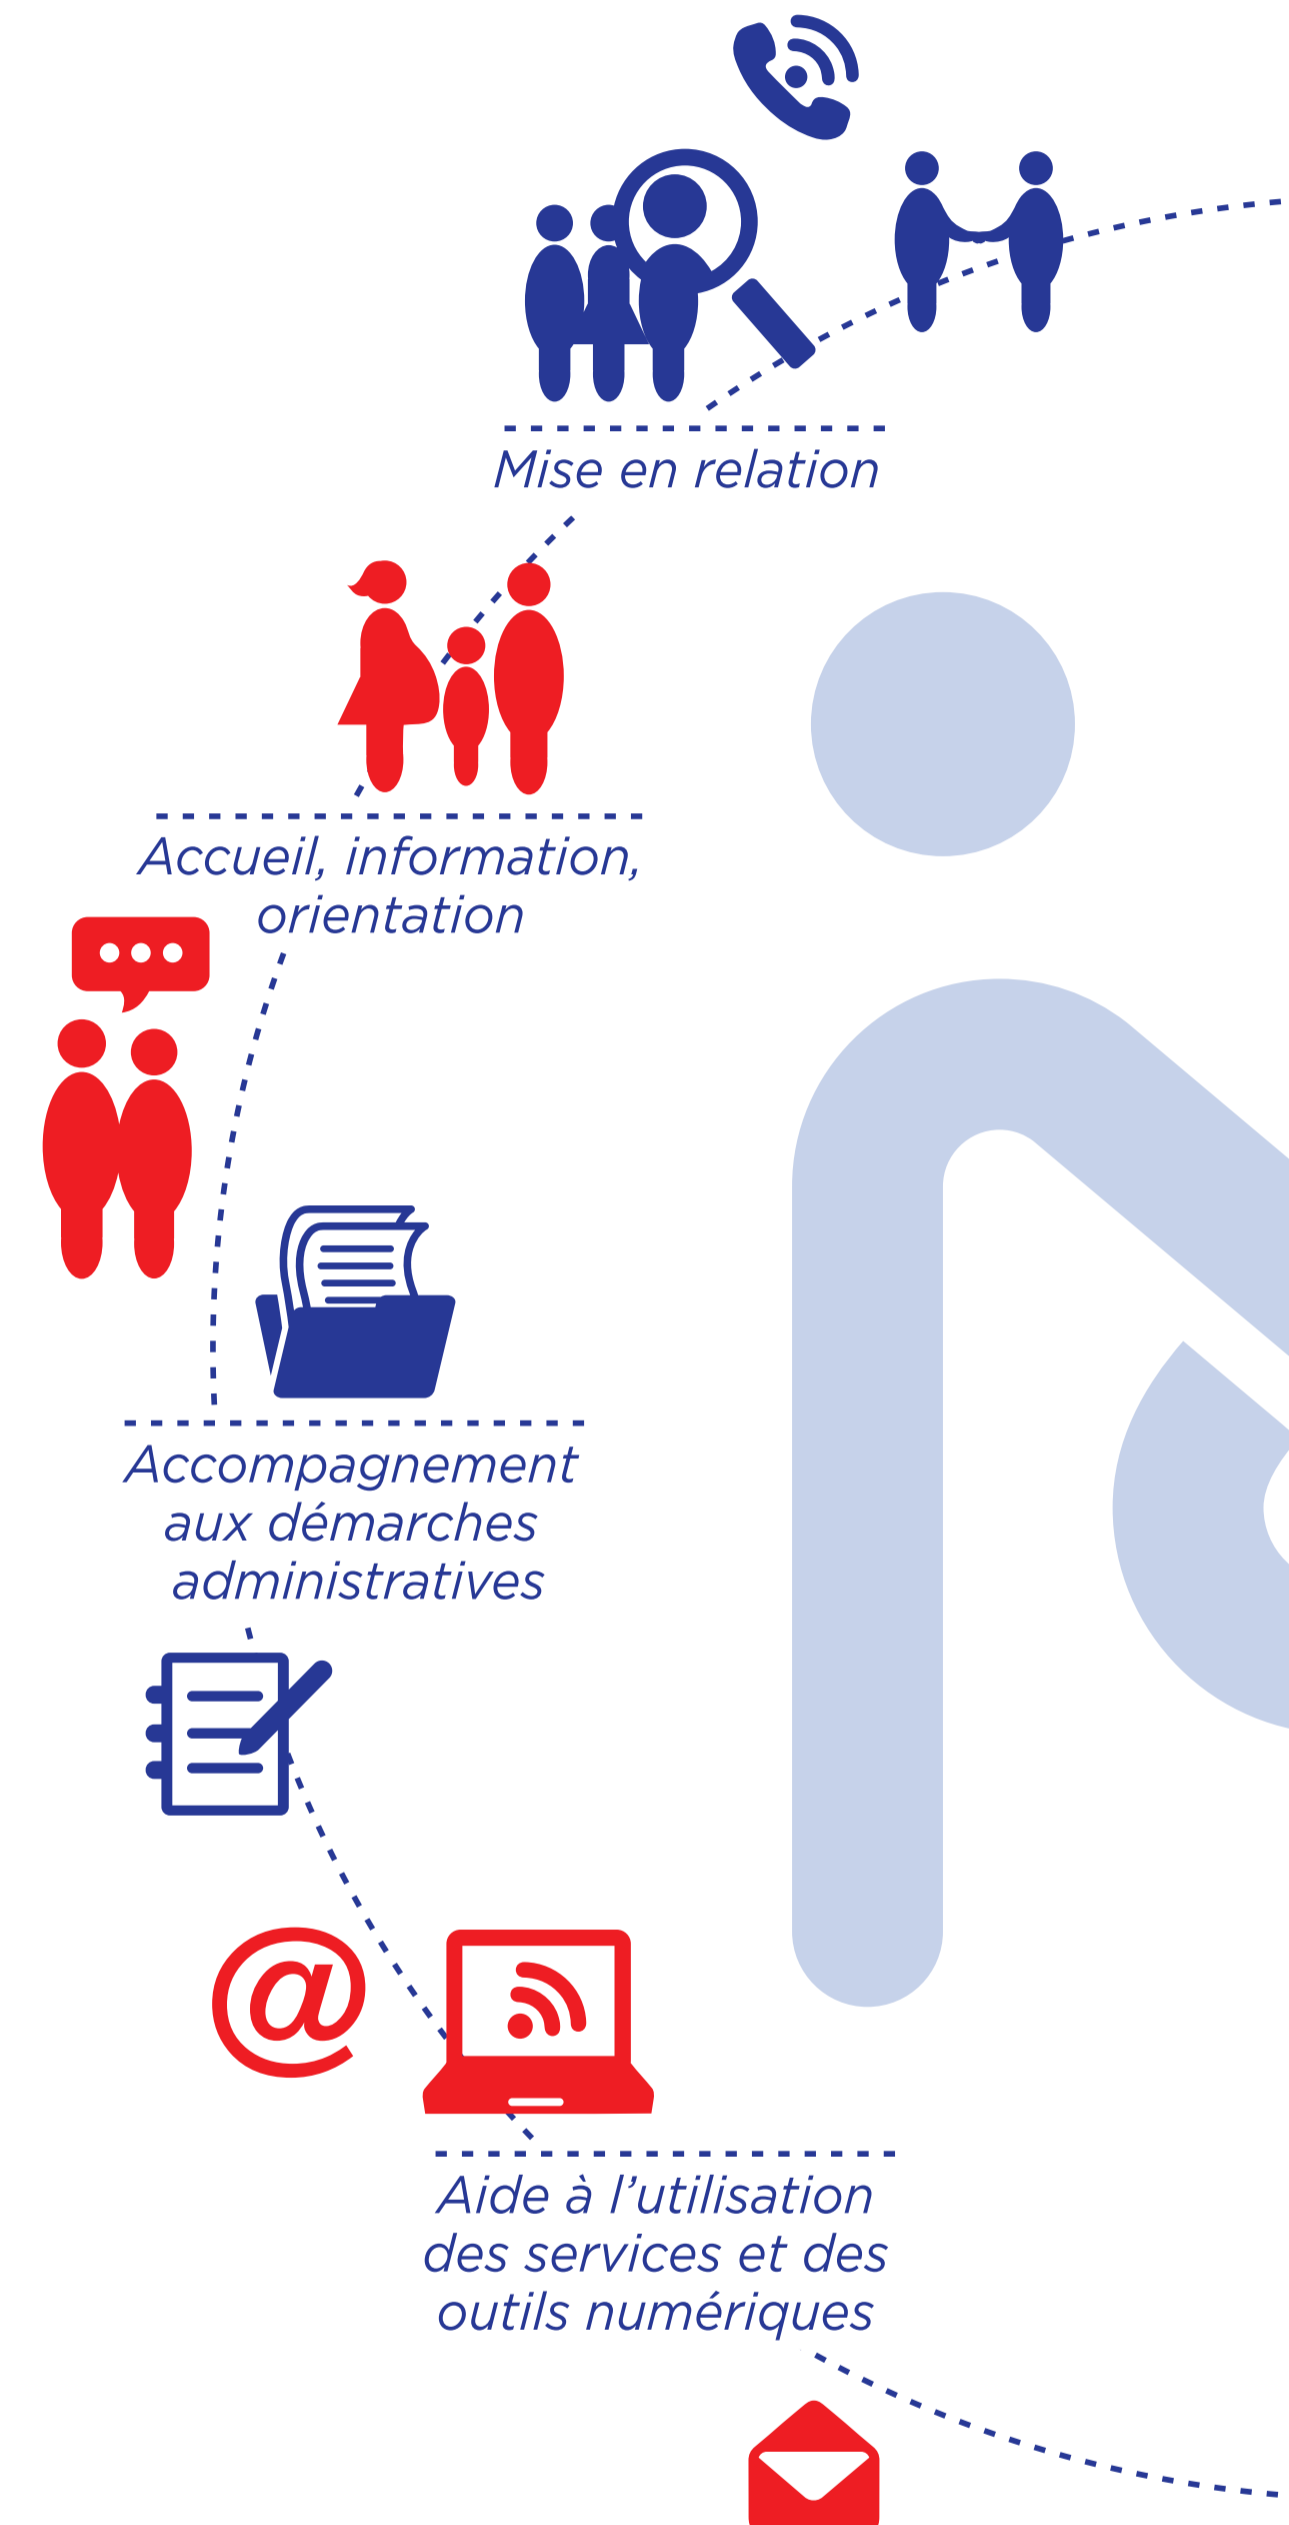 Mise en relation
Accueil, information,
orientation
Accompagnement
aux démarches
administratives
@
Aide à l’utilisation
des services et des
outils numériques